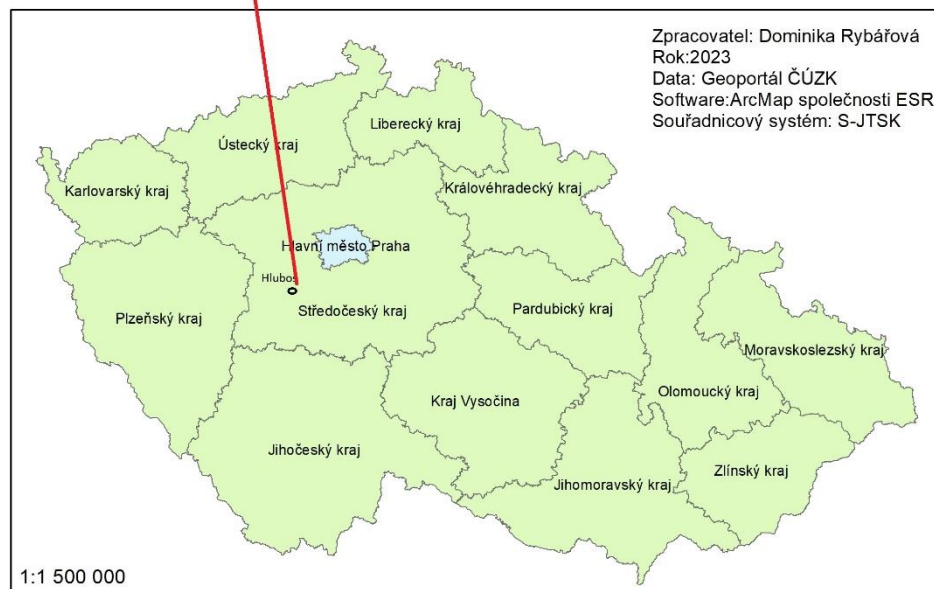 Zpracovatel: Dominika Rybářová
Rok:2023
Data: Geoportál ČÚZK
Software:ArcMap společnosti ESR
Souřadnicový systém: S-JTSK
Liberecký kraj
Ústecký kraj
Karlovarský kraj
Královéhradecký kraj
Hlavní město Praha
Hluboš
Středočeský kraj
Pardubický kraj
Plzeňský kraj
Moravskoslezský kraj
Olomoucký kraj
Kraj Vysočina
Jihočeský kraj
Zlínský kraj
Jihomoravský kraj
1:1 500 000